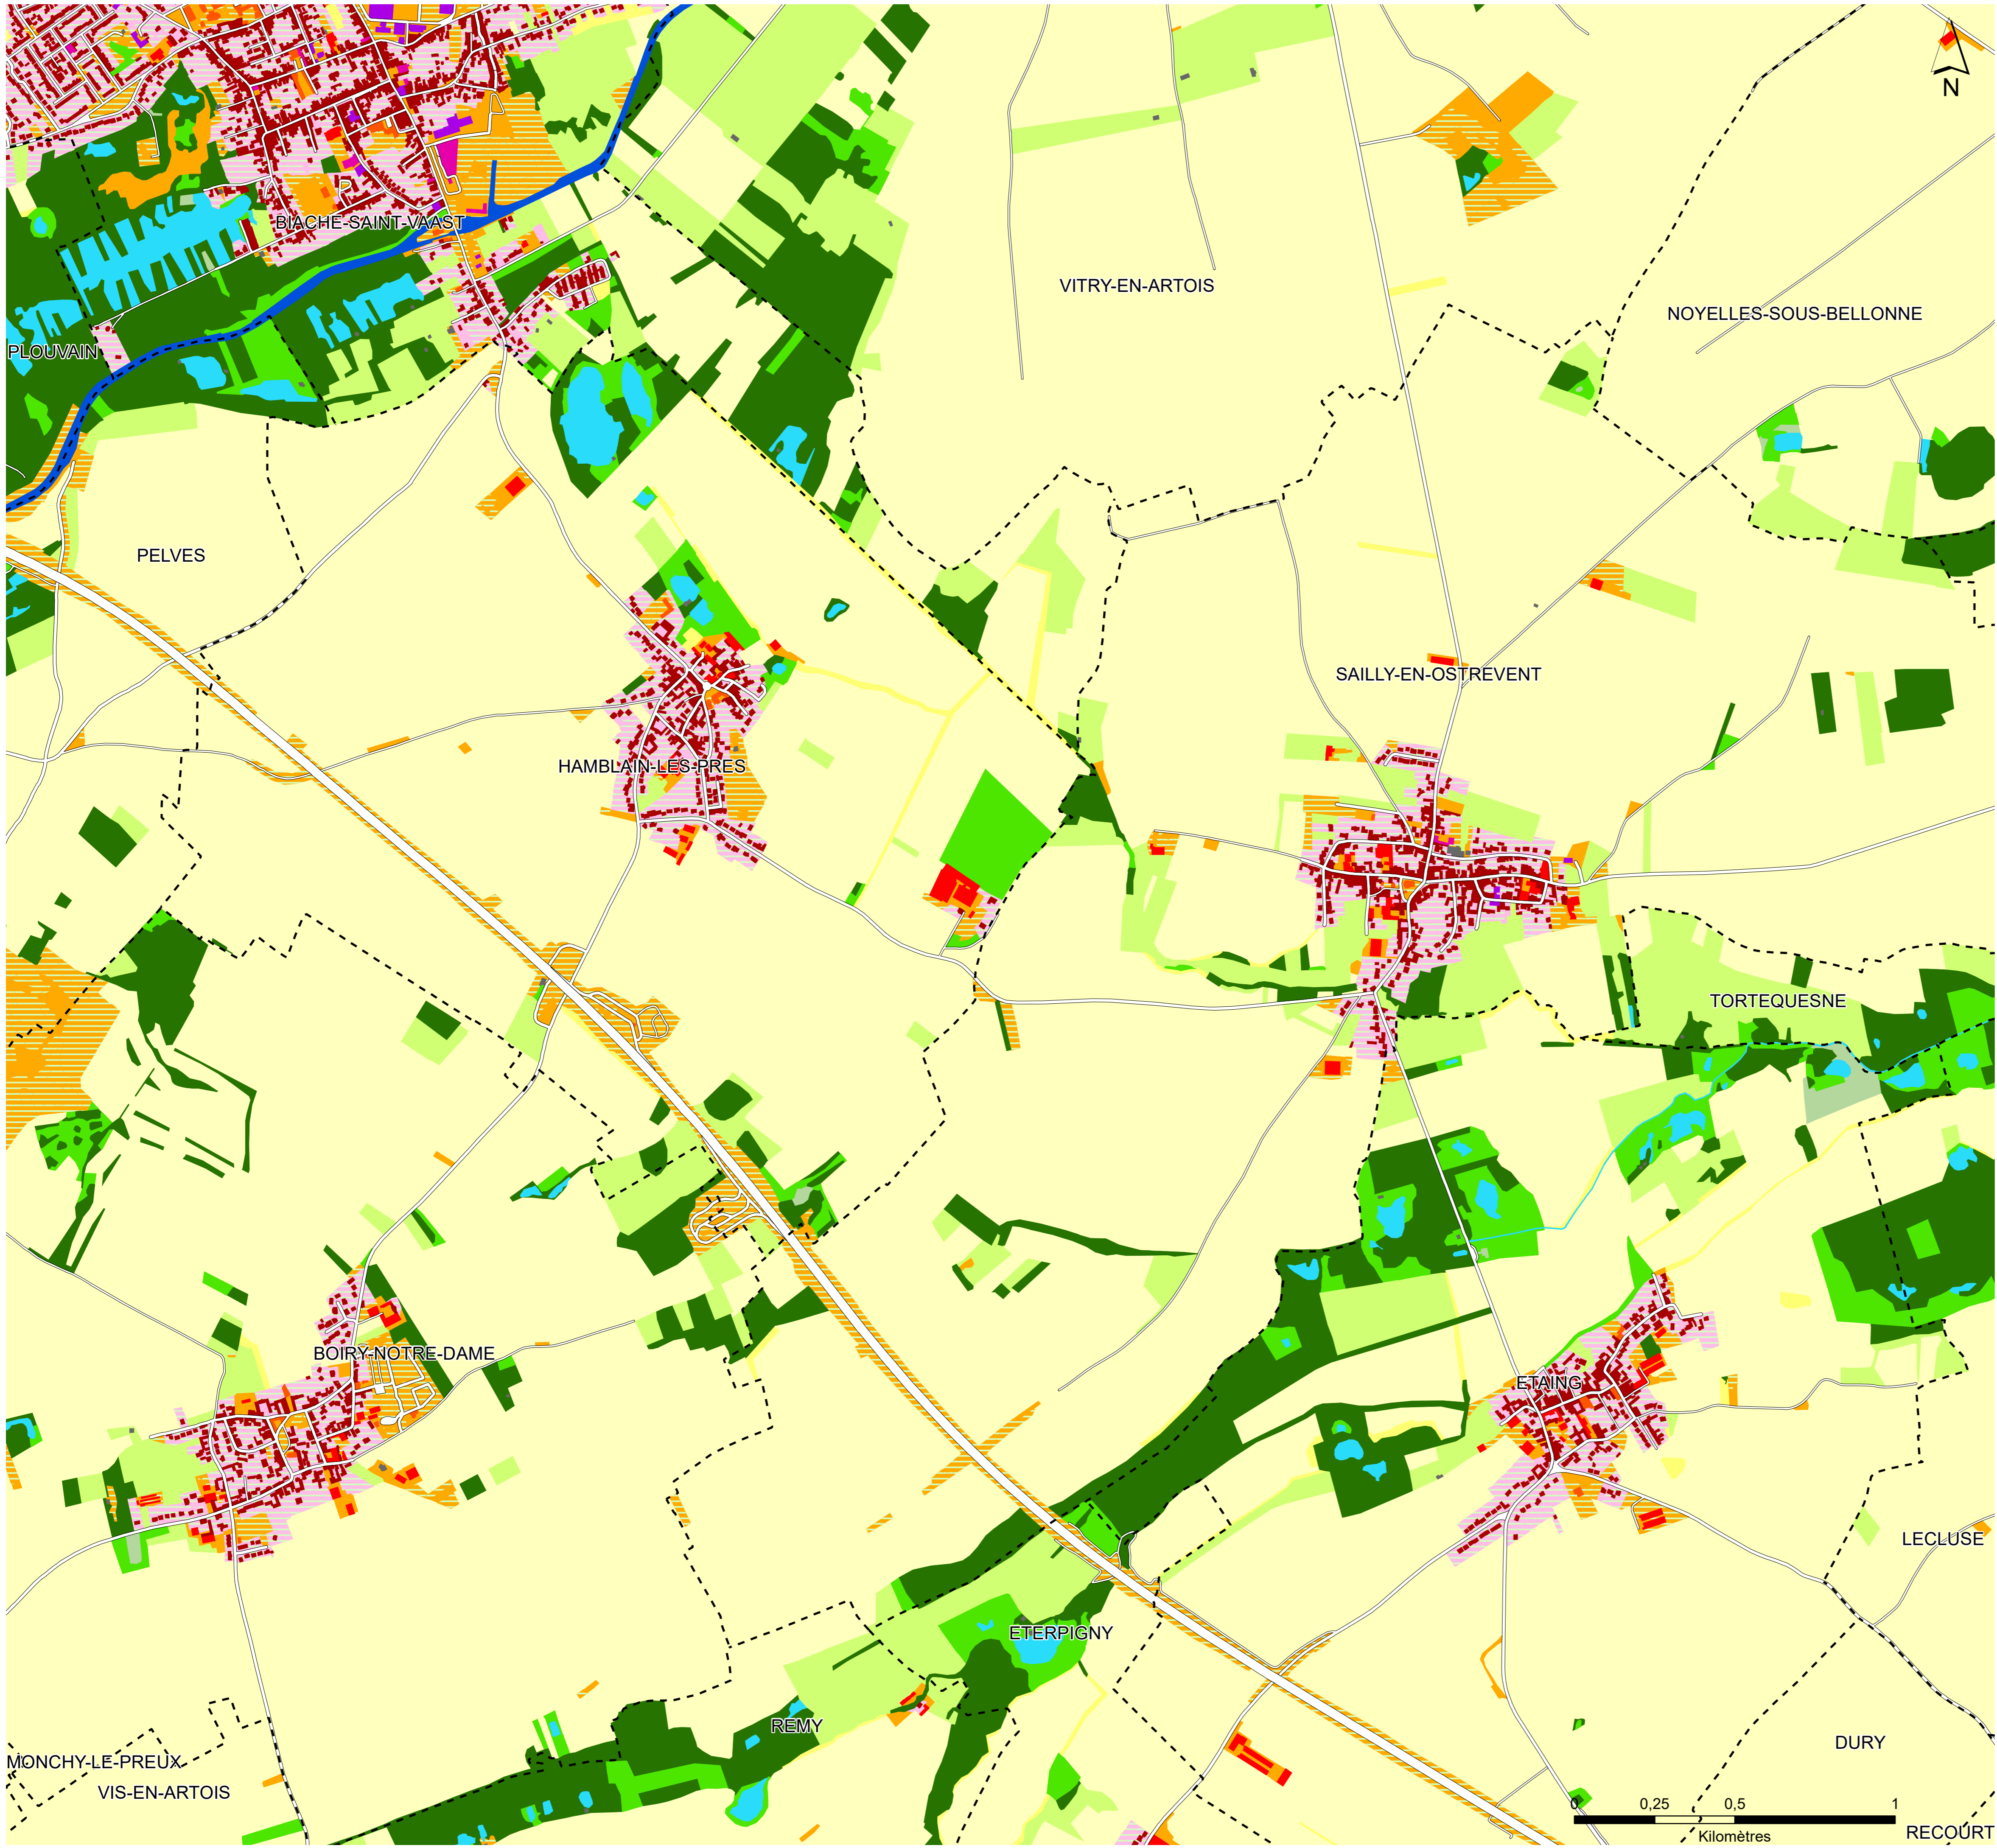 N
BIACHE-SAINT-VAAST
VITRY-EN-ARTOIS
NOYELLES-SOUS-BELLONNE
PLOUVAIN
PELVES
SAILLY-EN-OSTREVENT
HAMBLAIN-LES-PRES
TORTEQUESNE
BOIRY-NOTRE-DAME
ETAING
LECLUSE
ETERPIGNY
REMY
DURY
MONCHY-LE-PREUX
VIS-EN-ARTOIS
0 0,25 0,5 1
Kilomètres
RECOURT